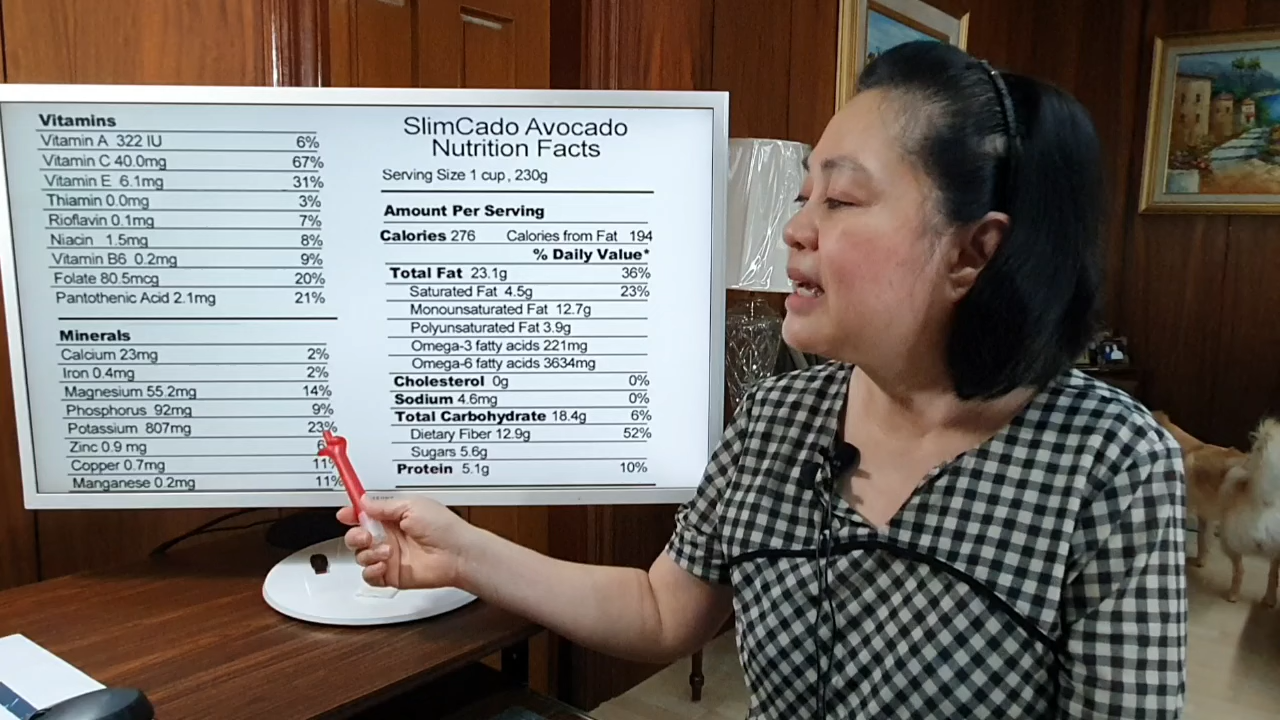 Vitamins
Vitamin A 322 IU 6%
Vitamin C 40.0mg 67%
Vitamin E 6.1mg 31%
Thiamin 0.0mg 3%
Rioflavin 0.1mg 7%
Niacin 1.5mg 8%
Vitamin B6 0.2mg 9%
Folate 80.5mcg 20%
Pantothenic Acid 2.1mg 21%
Minerals
Calcium 23mg 2%
Iron 0.4mg 2%
Magnesium 55.2mg 14%
Phosphorus 92mg 9%
Potassium 807mg 23%
Zinc 0.9 mg 6
Copper 0.7mg 11%
Manganese 0.2mg 11%
SlimCado Avocado
Nutrition Facts
Serving Size 1 cup, 230g
Amount Per Serving
Calories 276 Calories from Fat 194
% Daily Value*
Total Fat 23.1g 36%
Saturated Fat 4.5g 23%
Monounsaturated Fat 12.7g
Polyunsaturated Fat 3.9g
Omega-3 fatty acids 221mg
Omega-6 fatty acids 3634mg
Cholesterol 0g 0%
Sodium 4.6mg 0%
Total Carbohydrate 18.4g 6%
Dietary Fiber 12.9g 52%
Sugars 5.6g
Protein 5.1g 10%